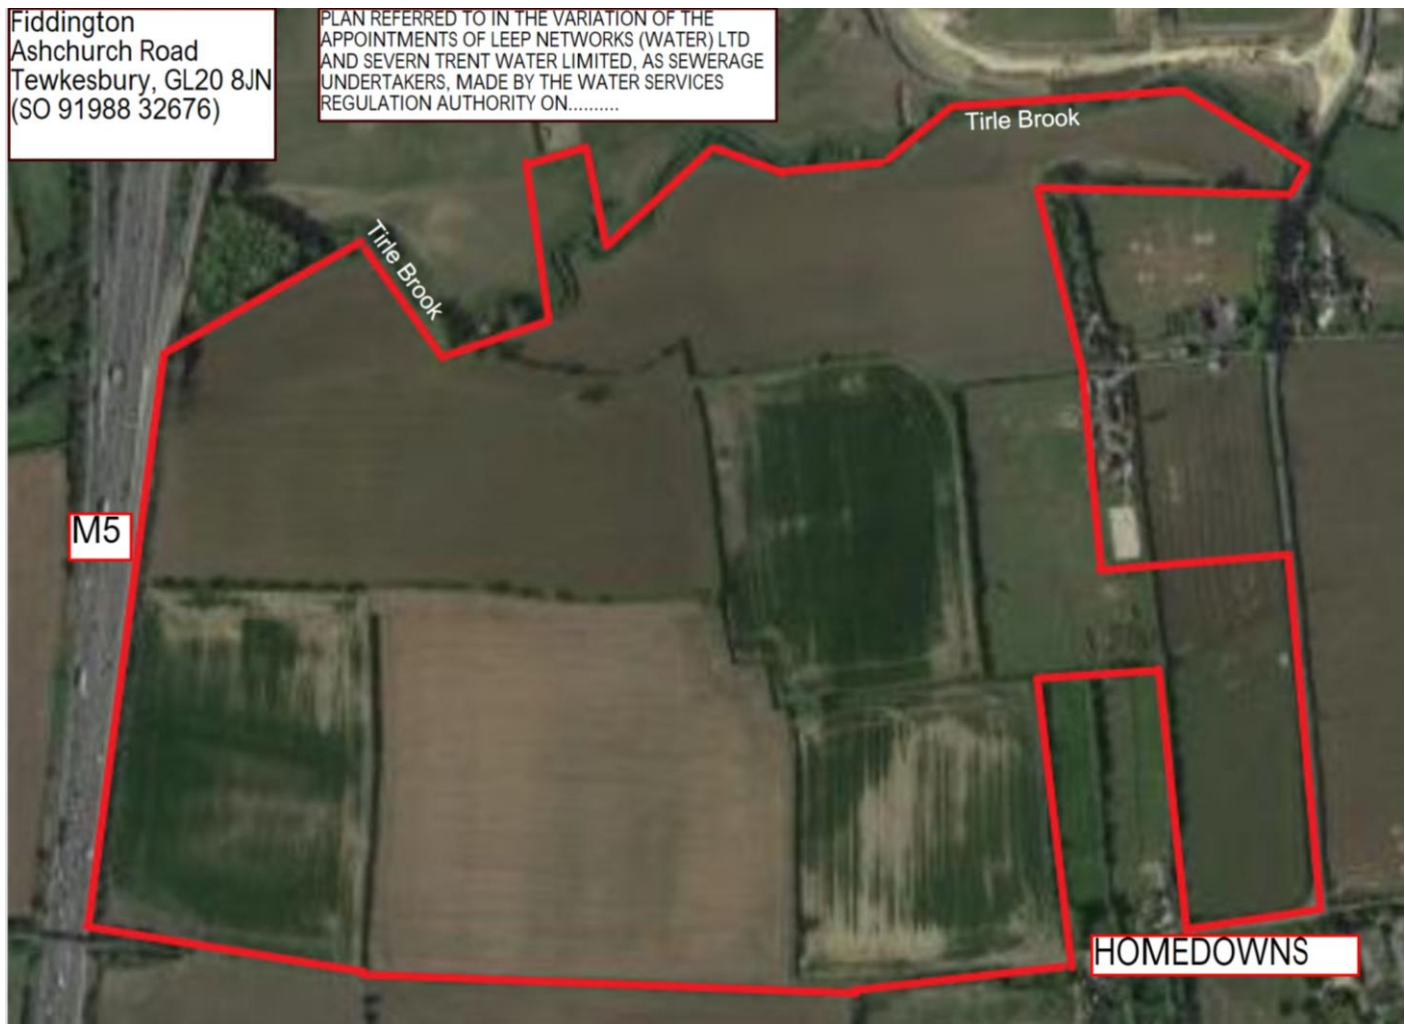 Fiddington
Ashchurch Road
Tewkesbury, GL20 8JN
(SO 91988 32676)
PLAN REFERRED TO IN THE VARIATION OF THE
APPOINTMENTS OF LEEP NETWORKS (WATER) LTD
AND SEVERN TRENT WATER LIMITED, AS SEWERAGE
UNDERTAKERS, MADE BY THE WATER SERVICES
REGULATION AUTHORITY ON..........
Tirle Brook
Tirle Brook
M5
HOMEDOWNS